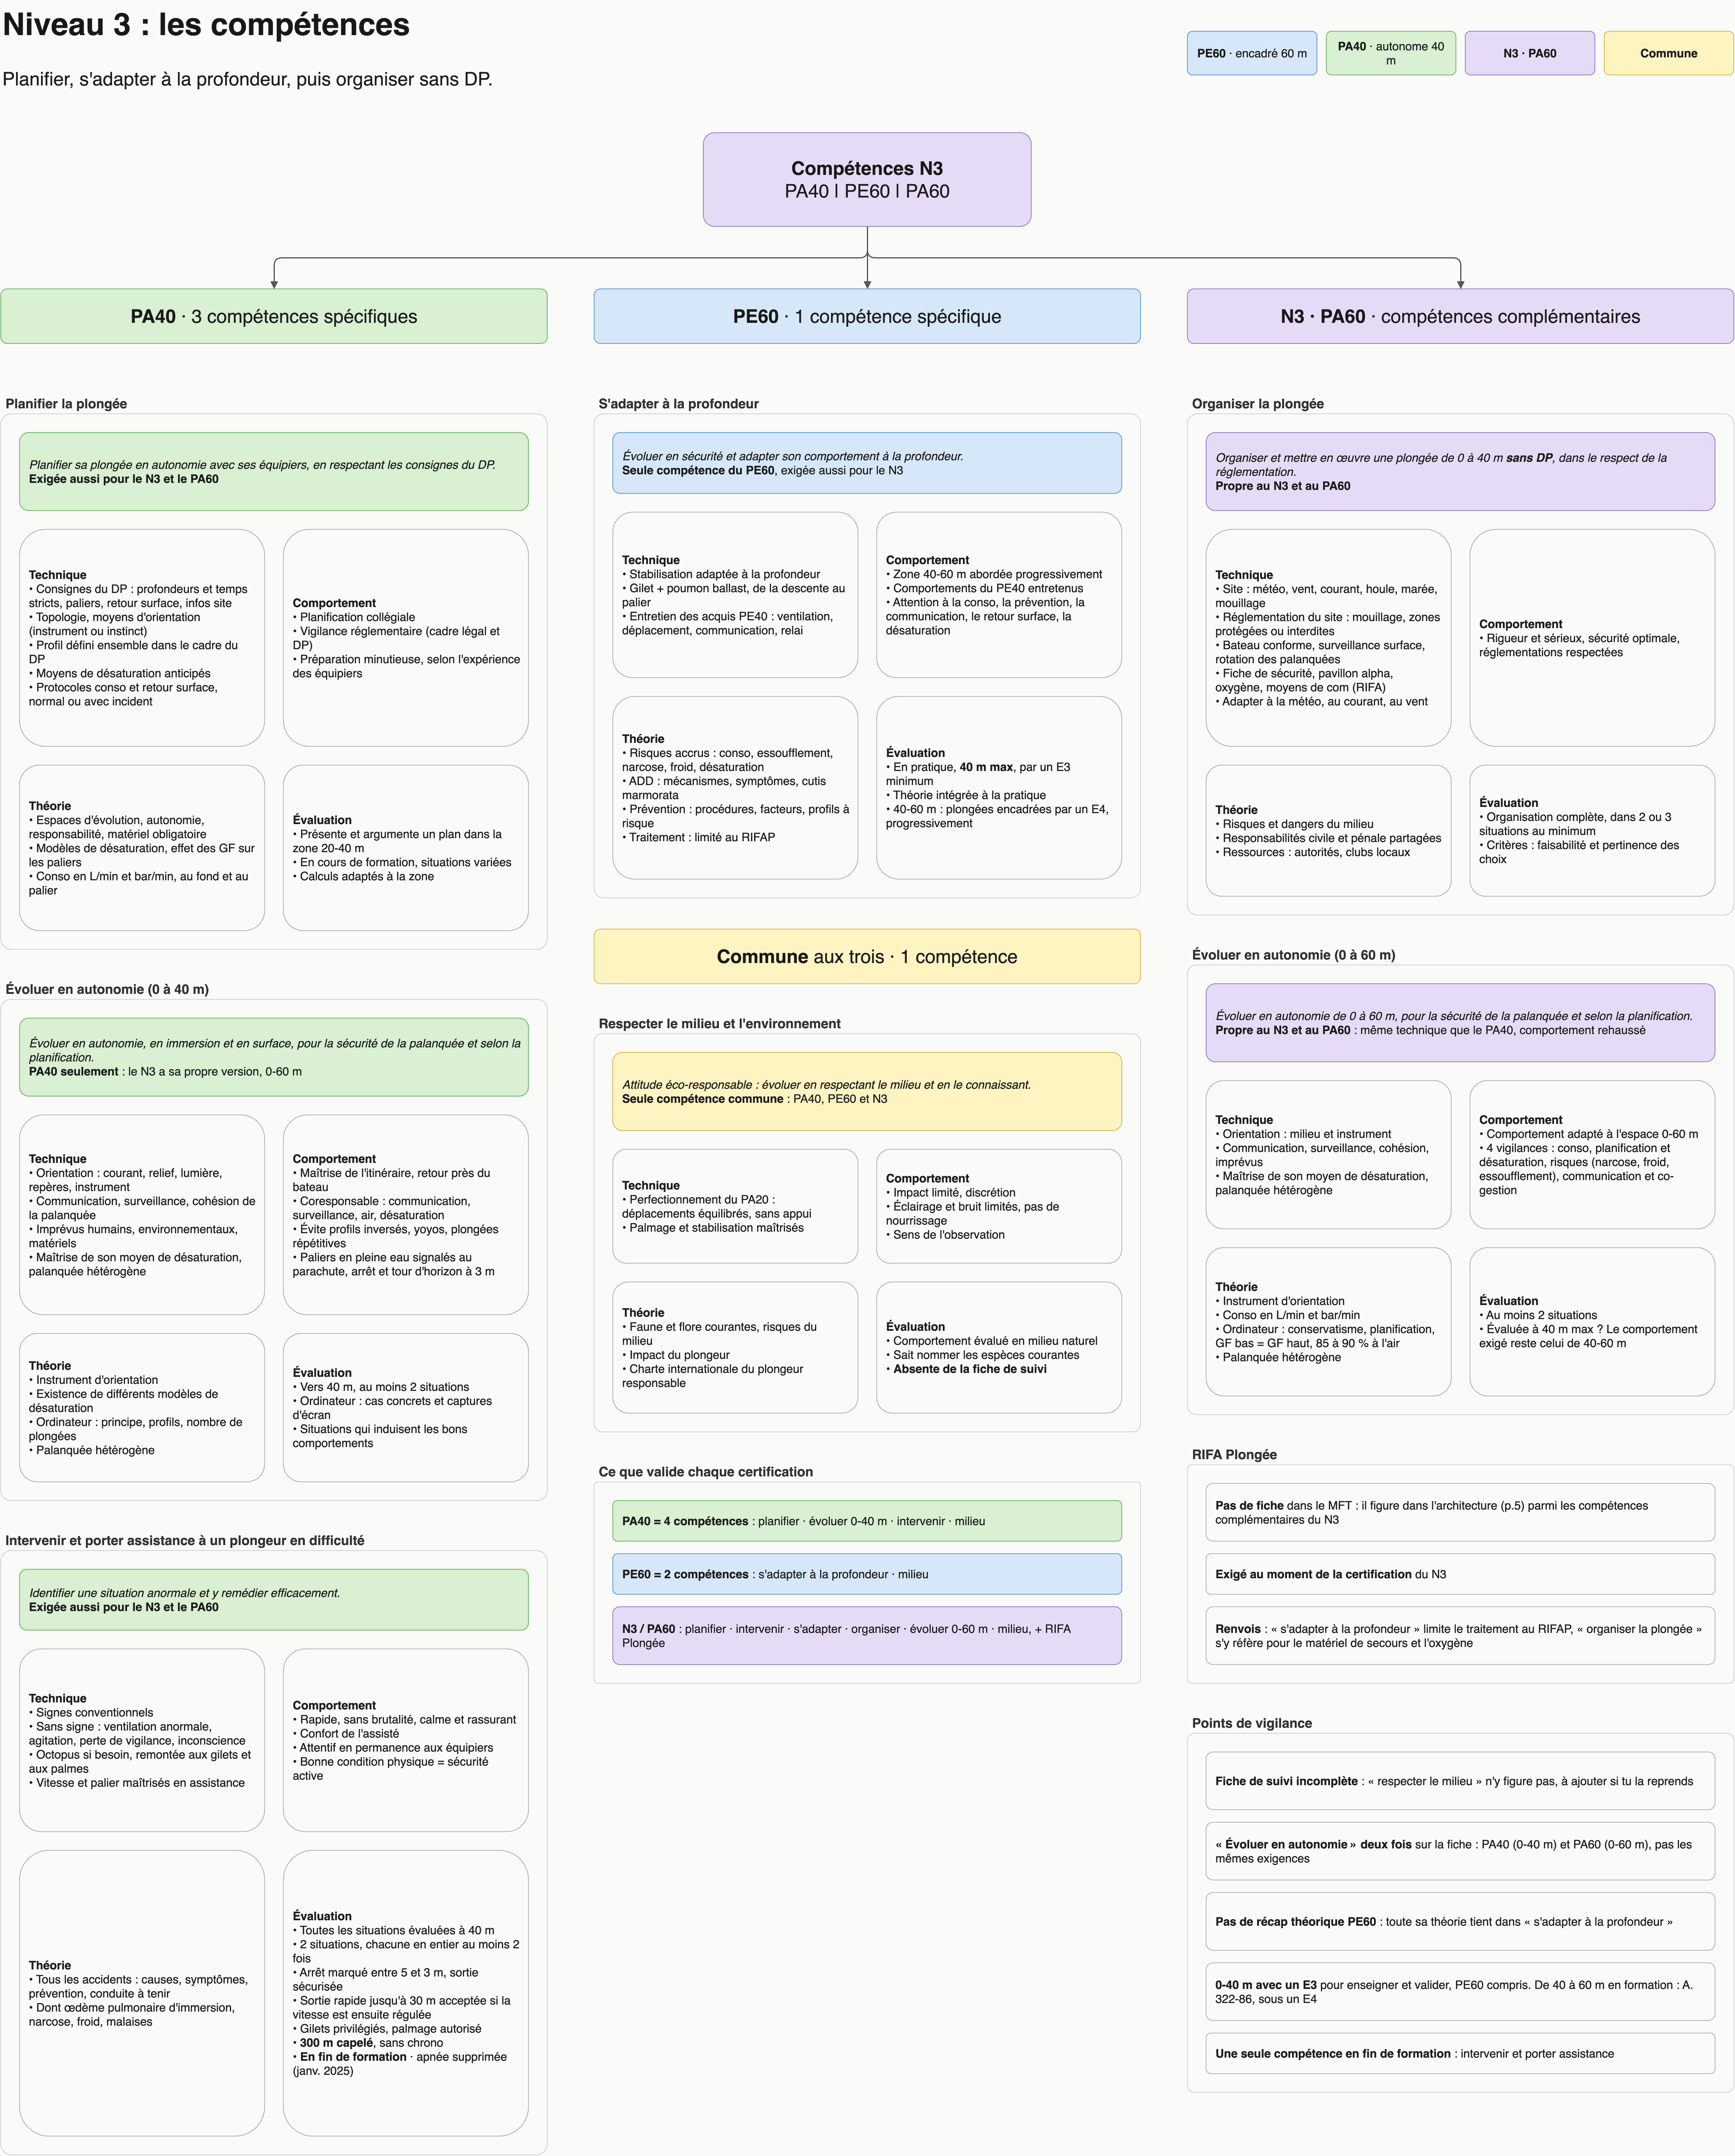 Niveau 3 : les compétences
Planifier, s'adapter à la profondeur, puis organiser sans DP.
PE60 · encadré 60 m
PA40 · autonome 40
m
N3 · PA60
Commune
Compétences N3
PA40 | PE60 | PA60
PA40 · 3 compétences spécifiques
PE60 · 1 compétence spécifique
N3 · PA60 · compétences complémentaires
Planifier la plongée
Planifier sa plongée en autonomie avec ses équipiers, en respectant les consignes du DP.
Exigée aussi pour le N3 et le PA60
Technique
• Consignes du DP : profondeurs et temps
stricts, paliers, retour surface, infos site
• Topologie, moyens d'orientation
(instrument ou instinct)
• Profil défini ensemble dans le cadre du
DP
• Moyens de désaturation anticipés
• Protocoles conso et retour surface,
normal ou avec incident
Comportement
• Planification collégiale
• Vigilance réglementaire (cadre légal et
DP)
• Préparation minutieuse, selon l'expérience
des équipiers
Théorie
• Espaces d'évolution, autonomie,
responsabilité, matériel obligatoire
• Modèles de désaturation, effet des GF sur
les paliers
• Conso en L/min et bar/min, au fond et au
palier
Évaluation
• Présente et argumente un plan dans la
zone 20-40 m
• En cours de formation, situations variées
• Calculs adaptés à la zone
Évoluer en autonomie (0 à 40 m)
Évoluer en autonomie, en immersion et en surface, pour la sécurité de la palanquée et selon la
planification.
PA40 seulement : le N3 a sa propre version, 0-60 m
Technique
• Orientation : courant, relief, lumière,
repères, instrument
• Communication, surveillance, cohésion de
la palanquée
• Imprévus humains, environnementaux,
matériels
• Maîtrise de son moyen de désaturation,
palanquée hétérogène
Comportement
• Maîtrise de l'itinéraire, retour près du
bateau
• Coresponsable : communication,
surveillance, air, désaturation
• Évite profils inversés, yoyos, plongées
répétitives
• Paliers en pleine eau signalés au
parachute, arrêt et tour d'horizon à 3 m
Théorie
• Instrument d'orientation
• Existence de différents modèles de
désaturation
• Ordinateur : principe, profils, nombre de
plongées
• Palanquée hétérogène
Évaluation
• Vers 40 m, au moins 2 situations
• Ordinateur : cas concrets et captures
d'écran
• Situations qui induisent les bons
comportements
Intervenir et porter assistance à un plongeur en difficulté
Identifier une situation anormale et y remédier efficacement.
Exigée aussi pour le N3 et le PA60
Technique
• Signes conventionnels
• Sans signe : ventilation anormale,
agitation, perte de vigilance, inconscience
• Octopus si besoin, remontée aux gilets et
aux palmes
• Vitesse et palier maîtrisés en assistance
Comportement
• Rapide, sans brutalité, calme et rassurant
• Confort de l'assisté
• Attentif en permanence aux équipiers
• Bonne condition physique = sécurité
active
Théorie
• Tous les accidents : causes, symptômes,
prévention, conduite à tenir
• Dont œdème pulmonaire d'immersion,
narcose, froid, malaises
Évaluation
• Toutes les situations évaluées à 40 m
• 2 situations, chacune en entier au moins 2
fois
• Arrêt marqué entre 5 et 3 m, sortie
sécurisée
• Sortie rapide jusqu'à 30 m acceptée si la
vitesse est ensuite régulée
• Gilets privilégiés, palmage autorisé
• 300 m capelé, sans chrono
• En fin de formation · apnée supprimée
(janv. 2025)
S'adapter à la profondeur
Évoluer en sécurité et adapter son comportement à la profondeur.
Seule compétence du PE60, exigée aussi pour le N3
Technique
• Stabilisation adaptée à la profondeur
• Gilet + poumon ballast, de la descente au
palier
• Entretien des acquis PE40 : ventilation,
déplacement, communication, relai
Comportement
• Zone 40-60 m abordée progressivement
• Comportements du PE40 entretenus
• Attention à la conso, la prévention, la
communication, le retour surface, la
désaturation
Théorie
• Risques accrus : conso, essoufflement,
narcose, froid, désaturation
• ADD : mécanismes, symptômes, cutis
marmorata
• Prévention : procédures, facteurs, profils à
risque
• Traitement : limité au RIFAP
Évaluation
• En pratique, 40 m max, par un E3
minimum
• Théorie intégrée à la pratique
• 40-60 m : plongées encadrées par un E4,
progressivement
Commune aux trois · 1 compétence
Respecter le milieu et l'environnement
Attitude éco-responsable : évoluer en respectant le milieu et en le connaissant.
Seule compétence commune : PA40, PE60 et N3
Technique
• Perfectionnement du PA20 :
déplacements équilibrés, sans appui
• Palmage et stabilisation maîtrisés
Comportement
• Impact limité, discrétion
• Éclairage et bruit limités, pas de
nourrissage
• Sens de l'observation
Théorie
• Faune et flore courantes, risques du
milieu
• Impact du plongeur
• Charte internationale du plongeur
responsable
Évaluation
• Comportement évalué en milieu naturel
• Sait nommer les espèces courantes
• Absente de la fiche de suivi
Ce que valide chaque certification
PA40 = 4 compétences : planifier · évoluer 0-40 m · intervenir · milieu
PE60 = 2 compétences : s'adapter à la profondeur · milieu
N3 / PA60 : planifier · intervenir · s'adapter · organiser · évoluer 0-60 m · milieu, + RIFA
Plongée
Organiser la plongée
Organiser et mettre en œuvre une plongée de 0 à 40 m sans DP, dans le respect de la
réglementation.
Propre au N3 et au PA60
Technique
• Site : météo, vent, courant, houle, marée,
mouillage
• Réglementation du site : mouillage, zones
protégées ou interdites
• Bateau conforme, surveillance surface,
rotation des palanquées
• Fiche de sécurité, pavillon alpha,
oxygène, moyens de com (RIFA)
• Adapter à la météo, au courant, au vent
Comportement
• Rigueur et sérieux, sécurité optimale,
réglementations respectées
Théorie
• Risques et dangers du milieu
• Responsabilités civile et pénale partagées
• Ressources : autorités, clubs locaux
Évaluation
• Organisation complète, dans 2 ou 3
situations au minimum
• Critères : faisabilité et pertinence des
choix
Évoluer en autonomie (0 à 60 m)
Évoluer en autonomie de 0 à 60 m, pour la sécurité de la palanquée et selon la planification.
Propre au N3 et au PA60 : même technique que le PA40, comportement rehaussé
Technique
• Orientation : milieu et instrument
• Communication, surveillance, cohésion,
imprévus
• Maîtrise de son moyen de désaturation,
palanquée hétérogène
Comportement
• Comportement adapté à l'espace 0-60 m
• 4 vigilances : conso, planification et
désaturation, risques (narcose, froid,
essoufflement), communication et co-
gestion
Théorie
• Instrument d'orientation
• Conso en L/min et bar/min
• Ordinateur : conservatisme, planification,
GF bas = GF haut, 85 à 90 % à l'air
• Palanquée hétérogène
Évaluation
• Au moins 2 situations
• Évaluée à 40 m max ? Le comportement
exigé reste celui de 40-60 m
RIFA Plongée
Pas de fiche dans le MFT : il figure dans l'architecture (p.5) parmi les compétences
complémentaires du N3
Exigé au moment de la certification du N3
Renvois : « s'adapter à la profondeur » limite le traitement au RIFAP, « organiser la plongée »
s'y réfère pour le matériel de secours et l'oxygène
Points de vigilance
Fiche de suivi incomplète : « respecter le milieu » n'y figure pas, à ajouter si tu la reprends
« Évoluer en autonomie » deux fois sur la fiche : PA40 (0-40 m) et PA60 (0-60 m), pas les
mêmes exigences
Pas de récap théorique PE60 : toute sa théorie tient dans « s'adapter à la profondeur »
0-40 m avec un E3 pour enseigner et valider, PE60 compris. De 40 à 60 m en formation : A.
322-86, sous un E4
Une seule compétence en fin de formation : intervenir et porter assistance